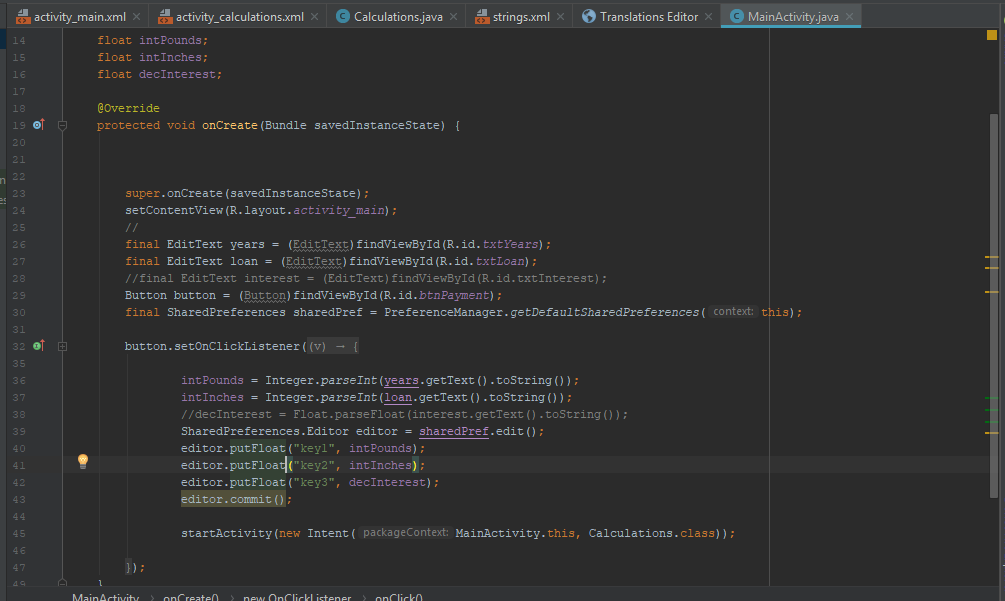 activity_main.xml activity_calculations.xml Calculations.java strings.xml Translations Editor MainActivity.java
14 float intPounds;
15 float intInches;
16 float decInterest;
17
18 @Override
19 protected void onCreate(Bundle savedInstanceState) {
20
21
22
23 super.onCreate(savedInstanceState);
24 setContentView(R.layout.activity_main);
25 //
26 final EditText years = (EditText)findViewById(R.id.txtYears);
27 final EditText loan = (EditText)findViewById(R.id.txtLoan);
28 //final EditText interest = (EditText)findViewById(R.id.txtInterest);
29 Button button = (Button)findViewById(R.id.btnPayment);
30 final SharedPreferences sharedPref = PreferenceManager.getDefaultSharedPreferences( context: this);
31
32 button.setOnClickListener((v) → {
35
36 intPounds = Integer.parseInt(years.getText().toString());
37 intInches = Integer.parseInt(loan.getText().toString());
38 //decInterest = Float.parseFloat(interest.getText().toString());
39 SharedPreferences.Editor editor = sharedPref.edit();
40 editor.putFloat("key1", intPounds);
41 editor.putFloat("key2", intInches);
42 editor.putFloat("key3", decInterest);
43 editor.commit();
44
45 startActivity(new Intent( packageContext: MainActivity.this, Calculations.class));
46
47 });
49 }
MainActivity > onCreate() > new OnClickListener > onClick()